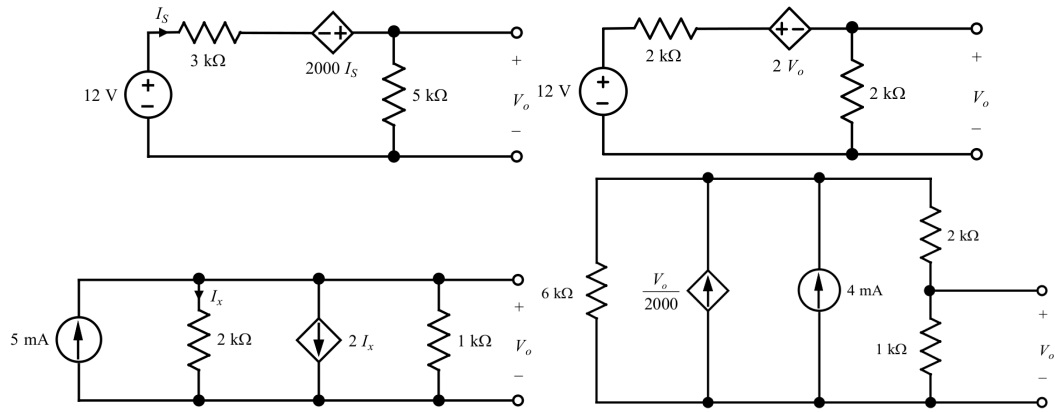 I_S
3 kΩ
− +
2000 I_S
12 V
+
−
5 kΩ
+
V_o
−
2 kΩ
+ −
2 V_o
12 V
+
−
2 kΩ
+
V_o
−
5 mA
I_x
2 kΩ
2 I_x
1 kΩ
+
V_o
−
6 kΩ
V_o
2000
4 mA
2 kΩ
1 kΩ
+
V_o
−